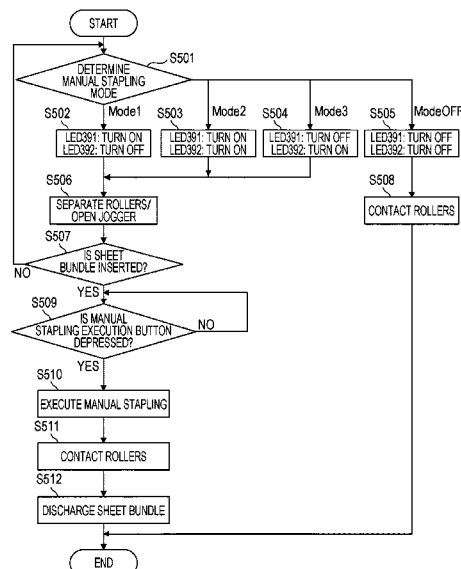 START
S501
DETERMINE
MANUAL STAPLING
MODE
S502
Mode1
S503
Mode2
S504
Mode3
S505
ModeOFF
LED391: TURN ON
LED392: TURN OFF
LED391: TURN ON
LED392: TURN ON
LED391: TURN OFF
LED392: TURN ON
LED391: TURN OFF
LED392: TURN OFF
S506
SEPARATE ROLLERS/
OPEN JOGGER
S508
CONTACT ROLLERS
S507
IS SHEET
BUNDLE INSERTED?
NO
YES
S509
IS MANUAL
STAPLING EXECUTION BUTTON
DEPRESSED?
NO
YES
S510
EXECUTE MANUAL STAPLING
S511
CONTACT ROLLERS
S512
DISCHARGE SHEET BUNDLE
END